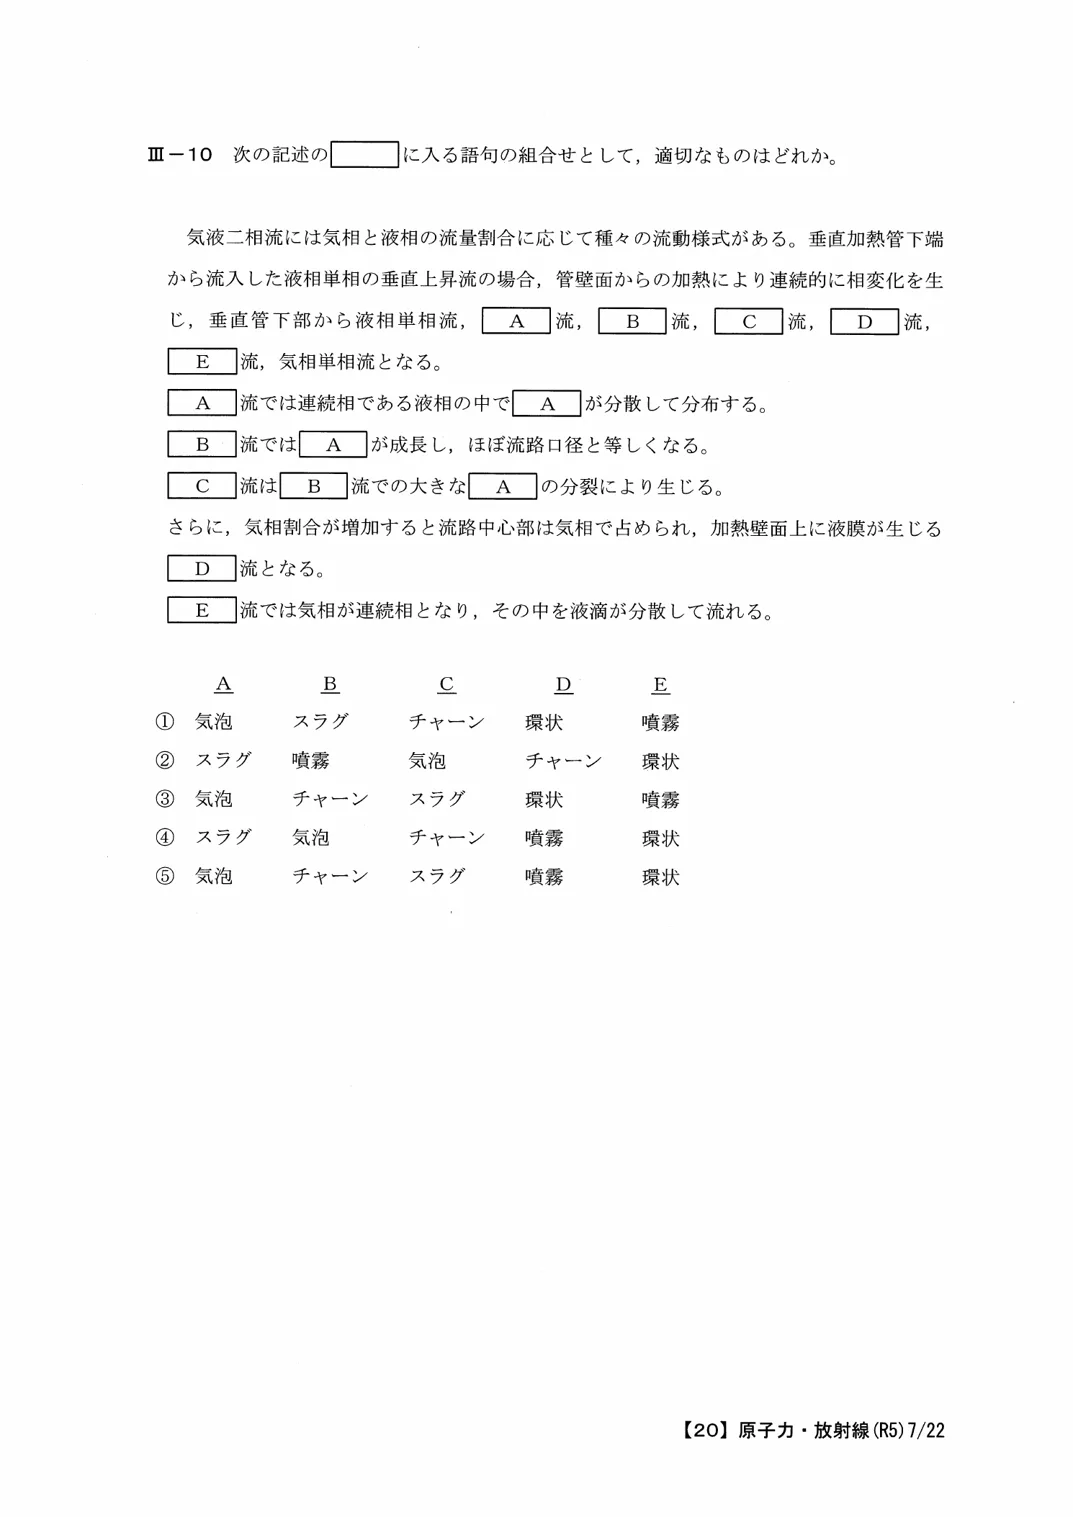 Ⅲ－10 次の記述の　　　に入る語句の組合せとして，適切なものはどれか。
気液二相流には気相と液相の流量割合に応じて種々の流動様式がある。垂直加熱管下端
から流入した液相単相の垂直上昇流の場合，管壁面からの加熱により連続的に相変化を生
じ，垂直管下部から液相単相流， A 流， B 流， C 流， D 流，
E 流，気相単相流となる。
A 流では連続相である液相の中で A が分散して分布する。
B 流では A が成長し，ほぼ流路口径と等しくなる。
C 流は B 流での大きな A の分裂により生じる。
さらに，気相割合が増加すると流路中心部は気相で占められ，加熱壁面上に液膜が生じる
D 流となる。
E 流では気相が連続相となり，その中を液滴が分散して流れる。
A B C D E
① 気泡 スラグ チャーン 環状 噴霧
② スラグ 噴霧 気泡 チャーン 環状
③ 気泡 チャーン スラグ 環状 噴霧
④ スラグ 気泡 チャーン 噴霧 環状
⑤ 気泡 チャーン スラグ 噴霧 環状
【20】原子力・放射線(R5)7/22